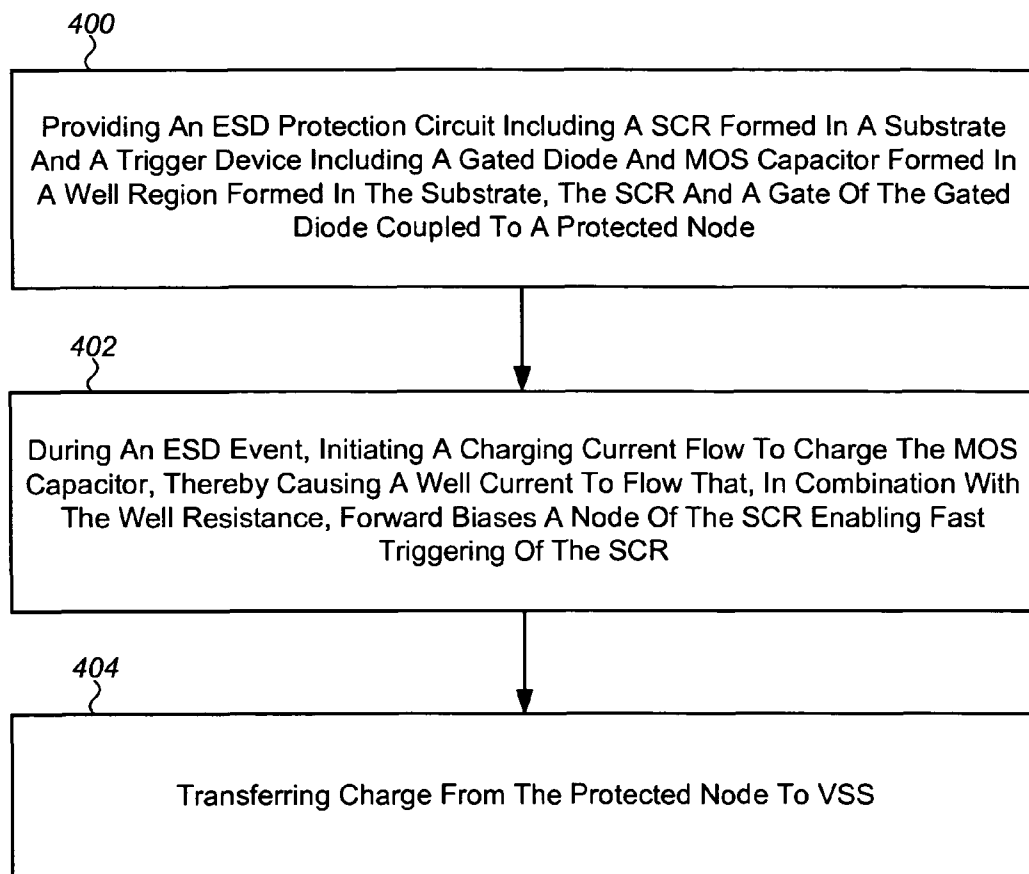 400
Providing An ESD Protection Circuit Including A SCR Formed In A Substrate
And A Trigger Device Including A Gated Diode And MOS Capacitor Formed In
A Well Region Formed In The Substrate, The SCR And A Gate Of The Gated
Diode Coupled To A Protected Node
402
During An ESD Event, Initiating A Charging Current Flow To Charge The MOS
Capacitor, Thereby Causing A Well Current To Flow That, In Combination With
The Well Resistance, Forward Biases A Node Of The SCR Enabling Fast
Triggering Of The SCR
404
Transferring Charge From The Protected Node To VSS